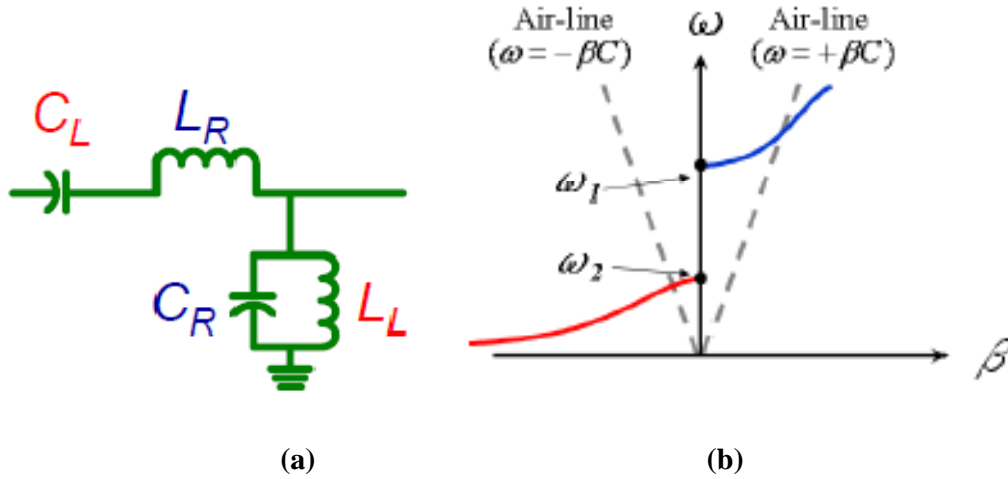 C_L
L_R
C_R
L_L
(a)
Air-line
(ω = − βC)
ω
Air-line
(ω = + βC)
ω_1
ω_2
β
(b)